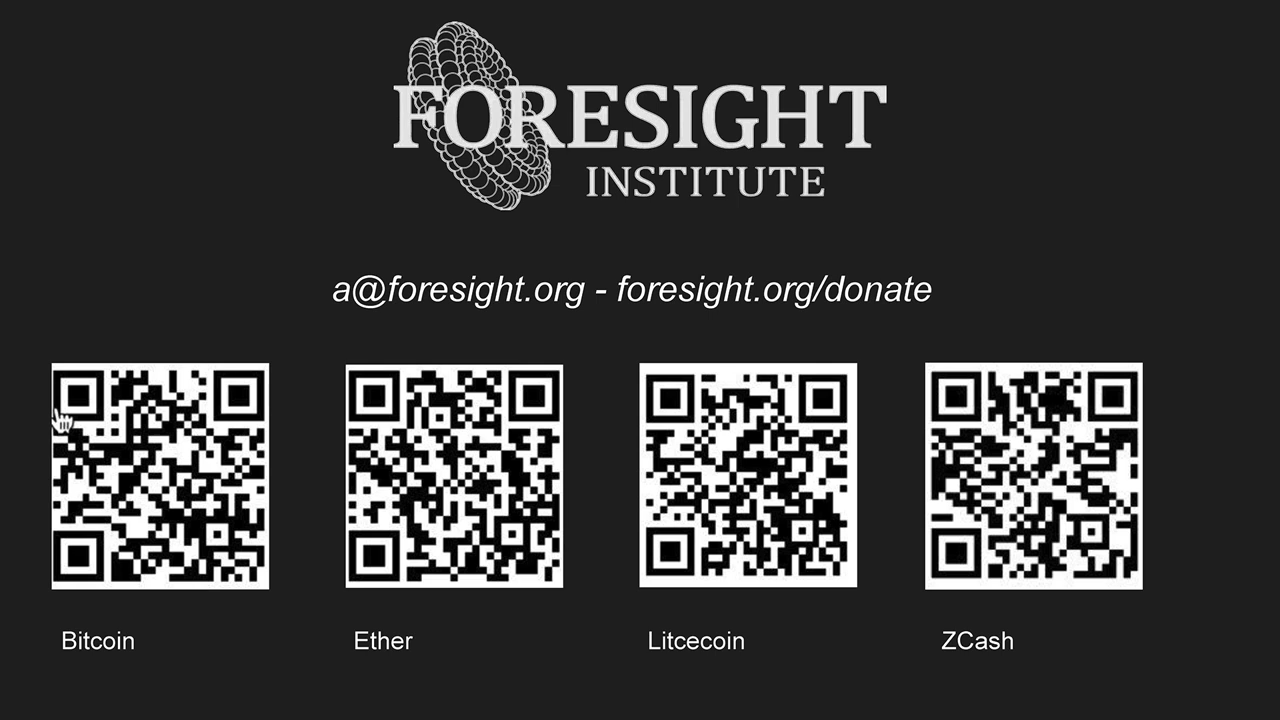 FORESIGHT
INSTITUTE
a@foresight.org - foresight.org/donate
Bitcoin
Ether
Litcecoin
ZCash